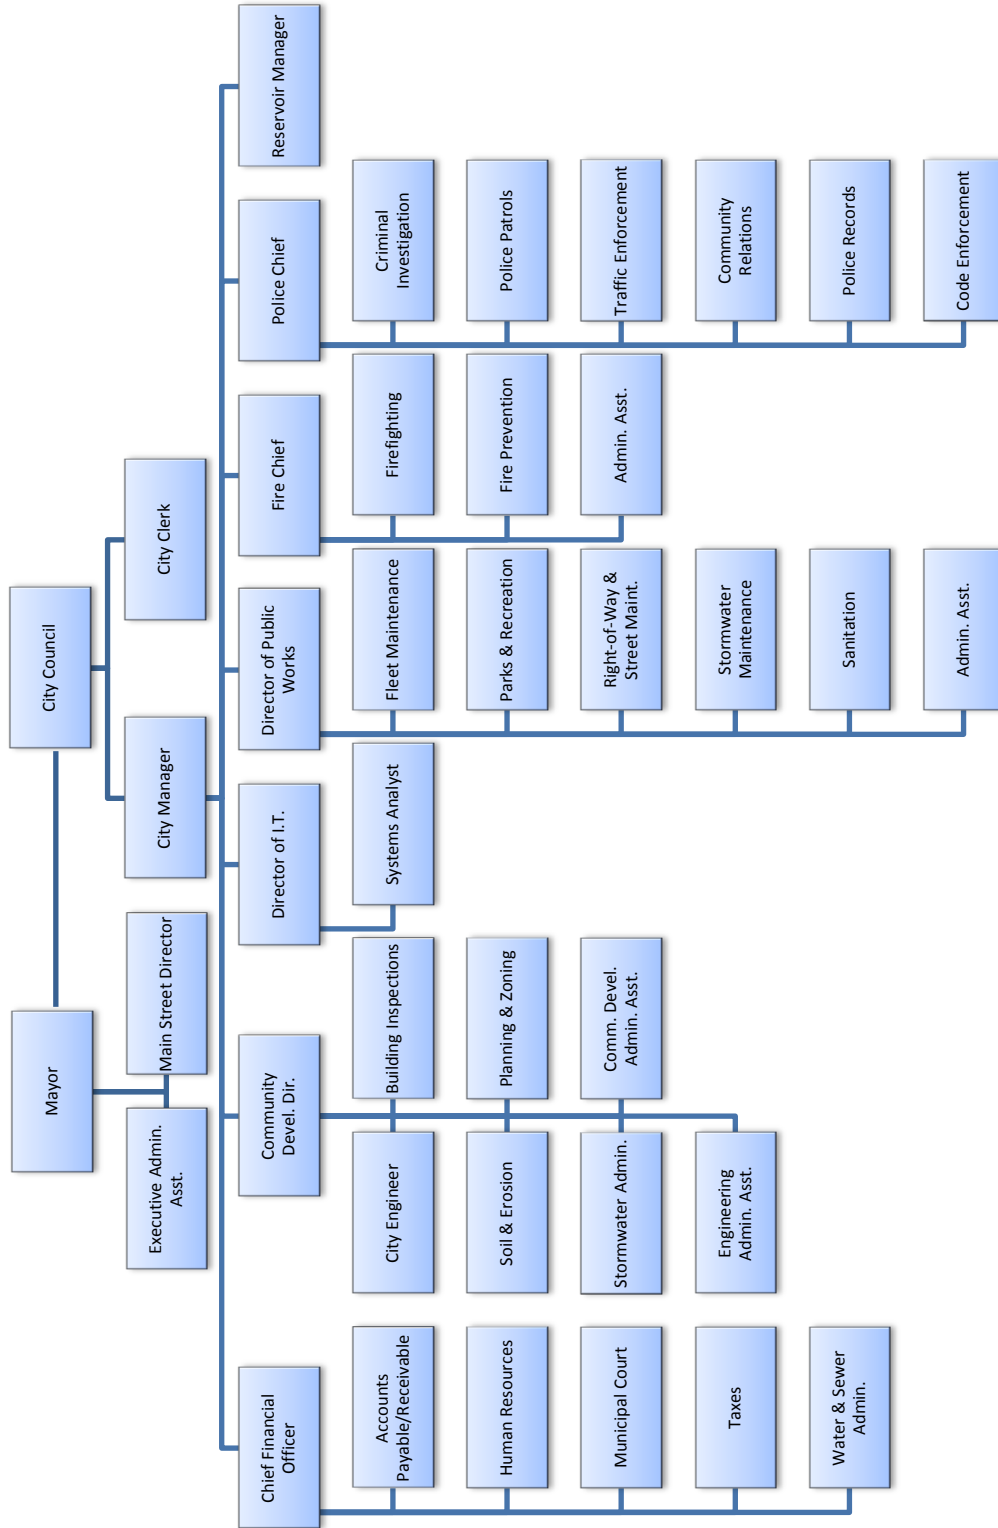 Mayor
City Council
Executive Admin.
Asst.
Main Street Director
City Manager
City Clerk
Chief Financial
Officer
Community
Devel. Dir.
Director of I.T.
Director of Public
Works
Fire Chief
Police Chief
Reservoir Manager
Accounts
Payable/Receivable
Human Resources
Municipal Court
Taxes
Water & Sewer
Admin.
City Engineer
Building Inspections
Soil & Erosion
Planning & Zoning
Stormwater Admin.
Comm. Devel.
Admin. Asst.
Engineering
Admin. Asst.
Systems Analyst
Fleet Maintenance
Parks & Recreation
Right-of-Way &
Street Maint.
Stormwater
Maintenance
Sanitation
Admin. Asst.
Firefighting
Fire Prevention
Admin. Asst.
Criminal
Investigation
Police Patrols
Traffic Enforcement
Community
Relations
Police Records
Code Enforcement